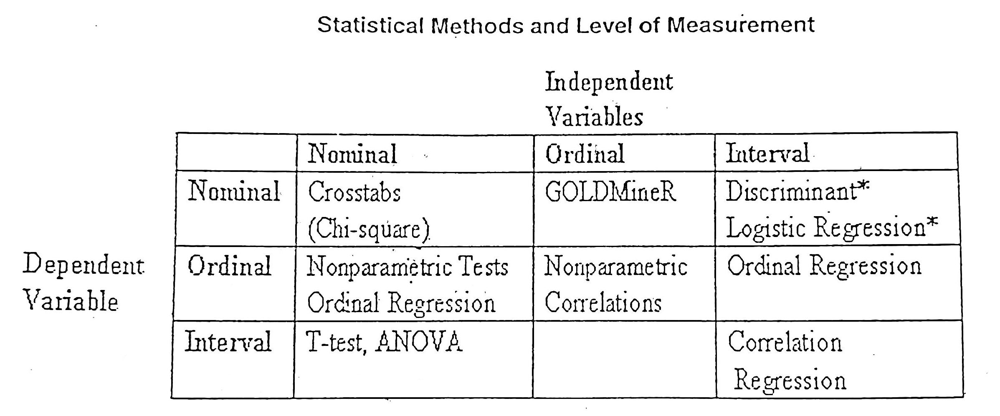 Statistical Methods and Level of Measurement
Independent
Variables
Nominal Ordinal Interval
Nominal Crosstabs GOLDMineR Discriminant*
(Chi-square) Logistic Regression*
Dependent Ordinal Nonparametric Tests Nonparametric Ordinal Regression
Variable Ordinal Regression Correlations
Interval T-test, ANOVA Correlation
Regression